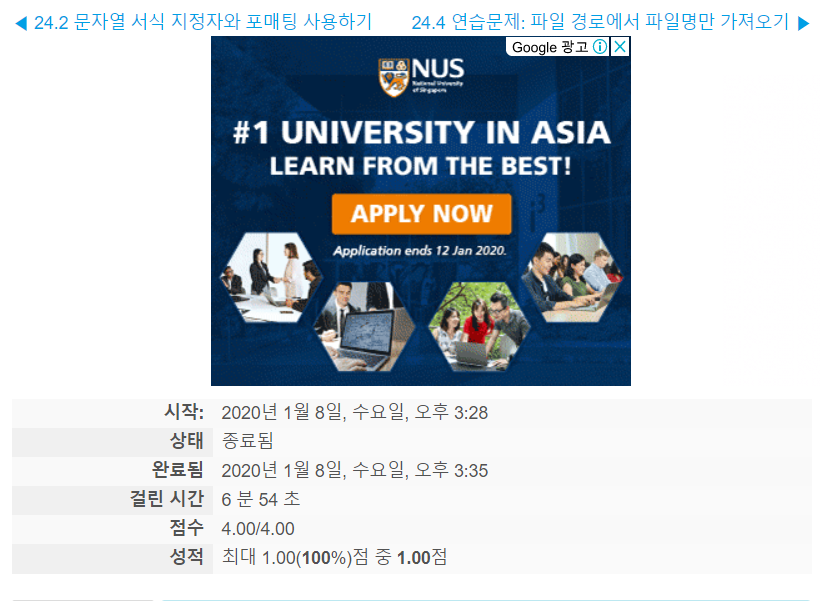 ◀ 24.2 문자열 서식 지정자와 포매팅 사용하기
24.4 연습문제: 파일 경로에서 파일명만 가져오기 ▶
Google 광고
NUS
National University
of Singapore
#1 UNIVERSITY IN ASIA
LEARN FROM THE BEST!
APPLY NOW
Application ends 12 Jan 2020.
시작: 2020년 1월 8일, 수요일, 오후 3:28
상태 종료됨
완료됨 2020년 1월 8일, 수요일, 오후 3:35
걸린 시간 6 분 54 초
점수 4.00/4.00
성적 최대 1.00(100%)점 중 1.00점